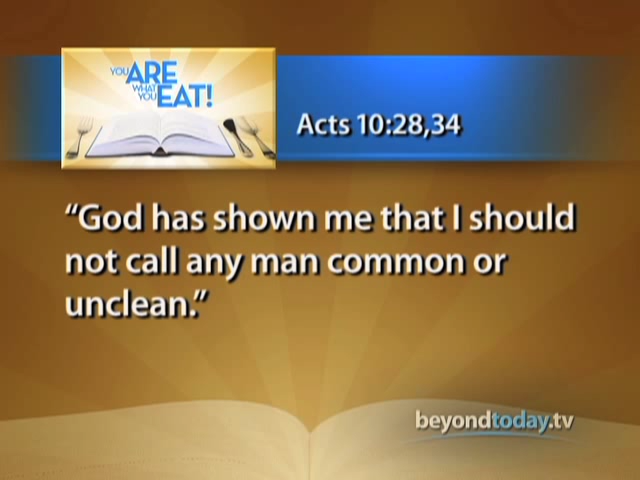 YOU ARE
WHAT
YOU EAT!
Acts 10:28,34
“God has shown me that I should
not call any man common or
unclean.”
beyondtoday.tv